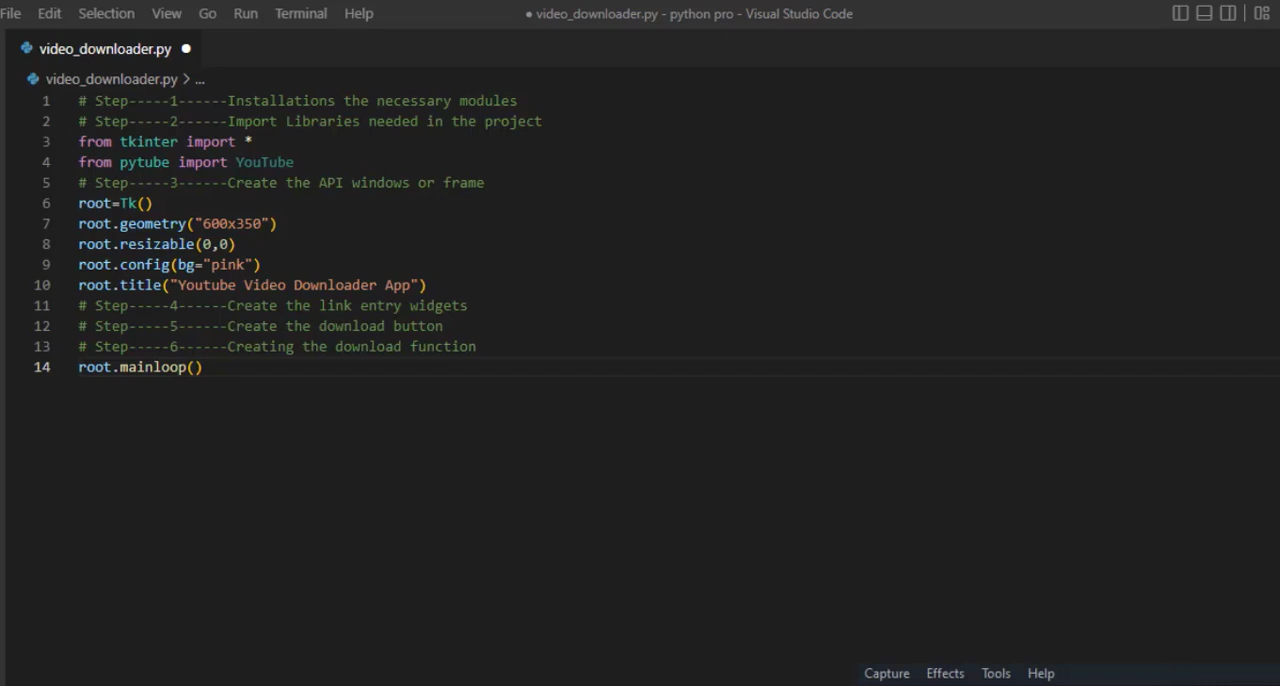 File Edit Selection View Go Run Terminal Help ● video_downloader.py - python pro - Visual Studio Code
video_downloader.py ●
video_downloader.py > ...
1 # Step-----1------Installations the necessary modules
2 # Step-----2------Import Libraries needed in the project
3 from tkinter import *
4 from pytube import YouTube
5 # Step-----3------Create the API windows or frame
6 root=Tk()
7 root.geometry("600x350")
8 root.resizable(0,0)
9 root.config(bg="pink")
10 root.title("Youtube Video Downloader App")
11 # Step-----4------Create the link entry widgets
12 # Step-----5------Create the download button
13 # Step-----6------Creating the download function
14 root.mainloop()
Capture Effects Tools Help